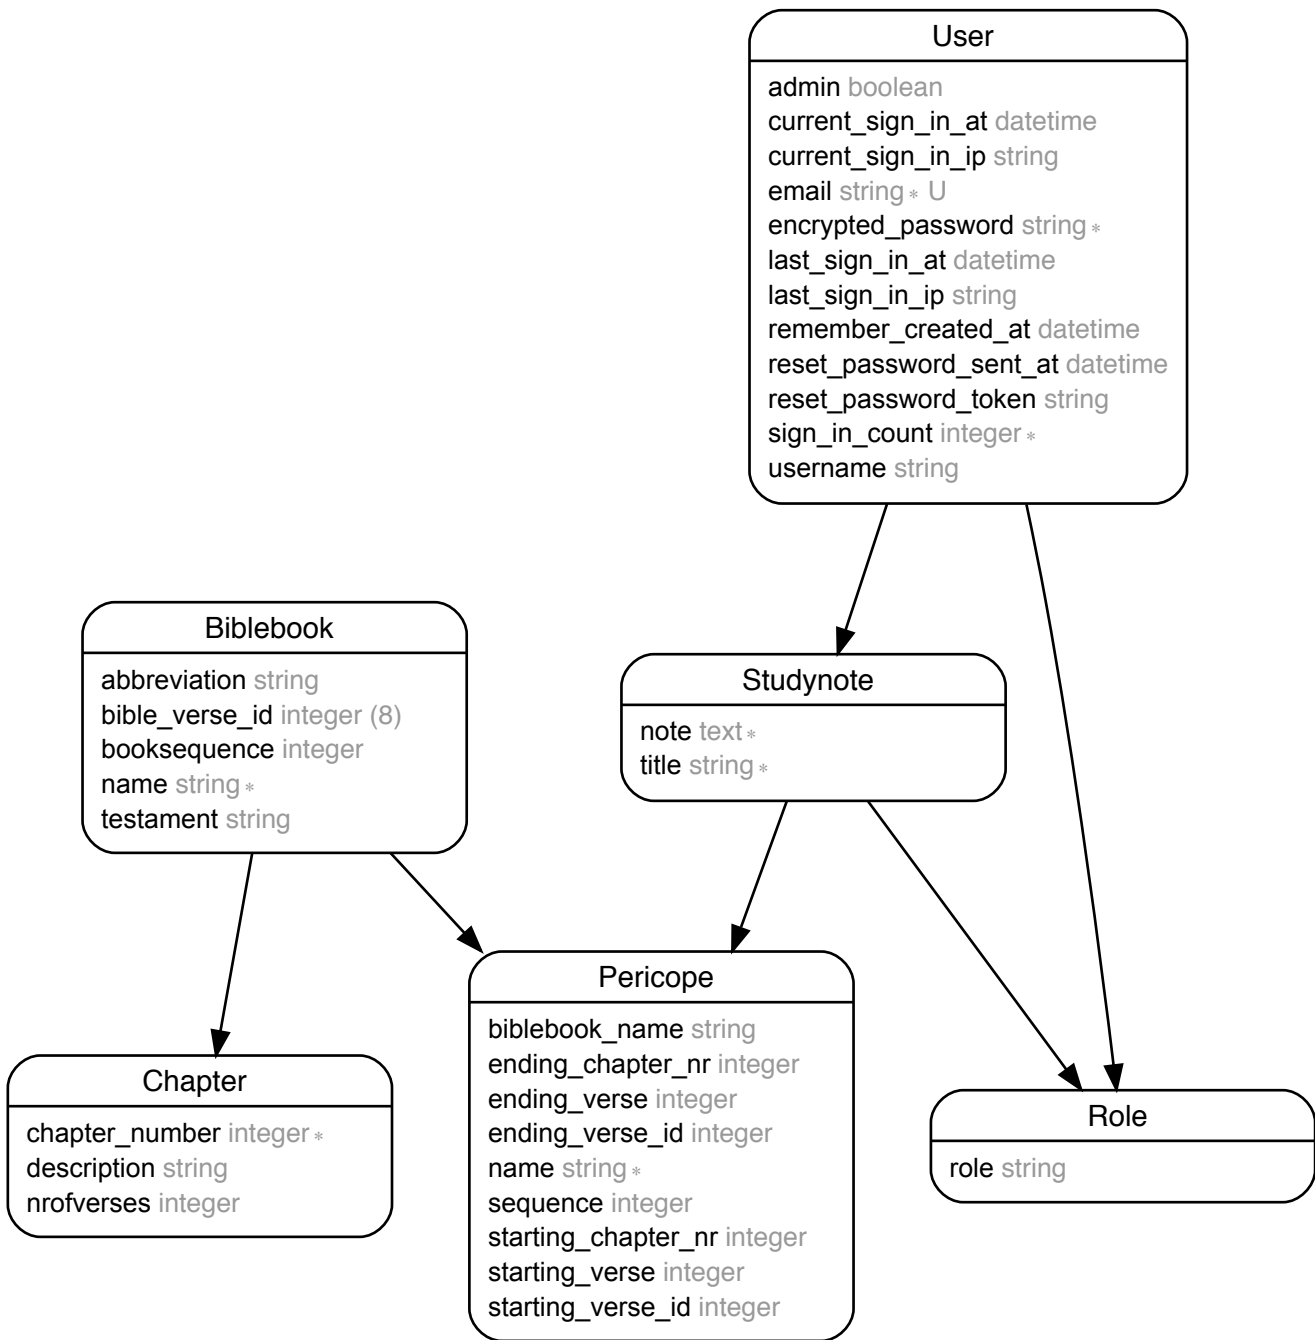 User
admin boolean
current_sign_in_at datetime
current_sign_in_ip string
email string * U
encrypted_password string *
last_sign_in_at datetime
last_sign_in_ip string
remember_created_at datetime
reset_password_sent_at datetime
reset_password_token string
sign_in_count integer *
username string
Biblebook
abbreviation string
bible_verse_id integer (8)
booksequence integer
name string *
testament string
Studynote
note text *
title string *
Chapter
chapter_number integer *
description string
nrofverses integer
Pericope
biblebook_name string
ending_chapter_nr integer
ending_verse integer
ending_verse_id integer
name string *
sequence integer
starting_chapter_nr integer
starting_verse integer
starting_verse_id integer
Role
role string